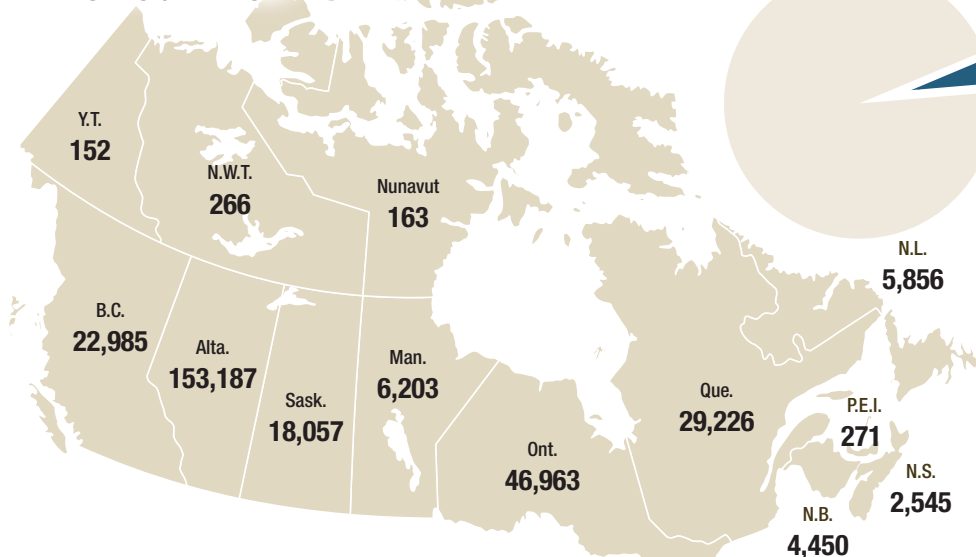 Y.T.
152
N.W.T.
266
Nunavut
163
N.L.
5,856
B.C.
22,985
Alta.
153,187
Sask.
18,057
Man.
6,203
Ont.
46,963
Que.
29,226
P.E.I.
271
N.S.
2,545
N.B.
4,450